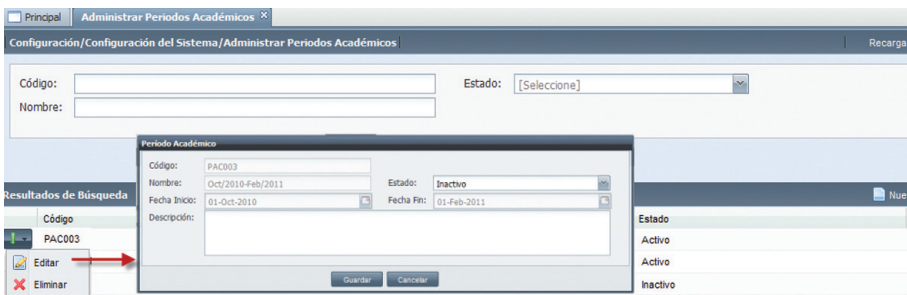 Principal Administrar Periodos Académicos
Configuración/Configuración del Sistema/Administrar Periodos Académicos Recarga
Código: Estado: [Seleccione]
Nombre:
Período Académico
Código: PAC003
Nombre: Oct/2010-Feb/2011 Estado: Inactivo
Fecha Inicio: 01-Oct-2010 Fecha Fin: 01-Feb-2011
Descripción:
Guardar Cancelar
Resultados de Búsqueda Nue
Código Estado
PAC003 Activo
Editar Activo
Eliminar Inactivo